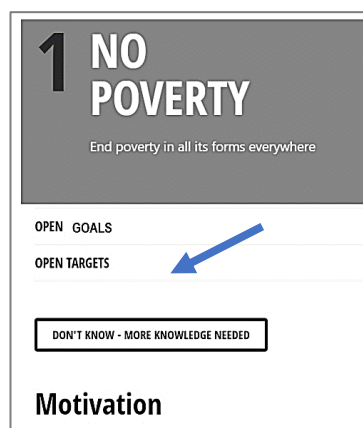 1 NO
POVERTY
End poverty in all its forms everywhere
OPEN GOALS
OPEN TARGETS
DON'T KNOW - MORE KNOWLEDGE NEEDED
Motivation